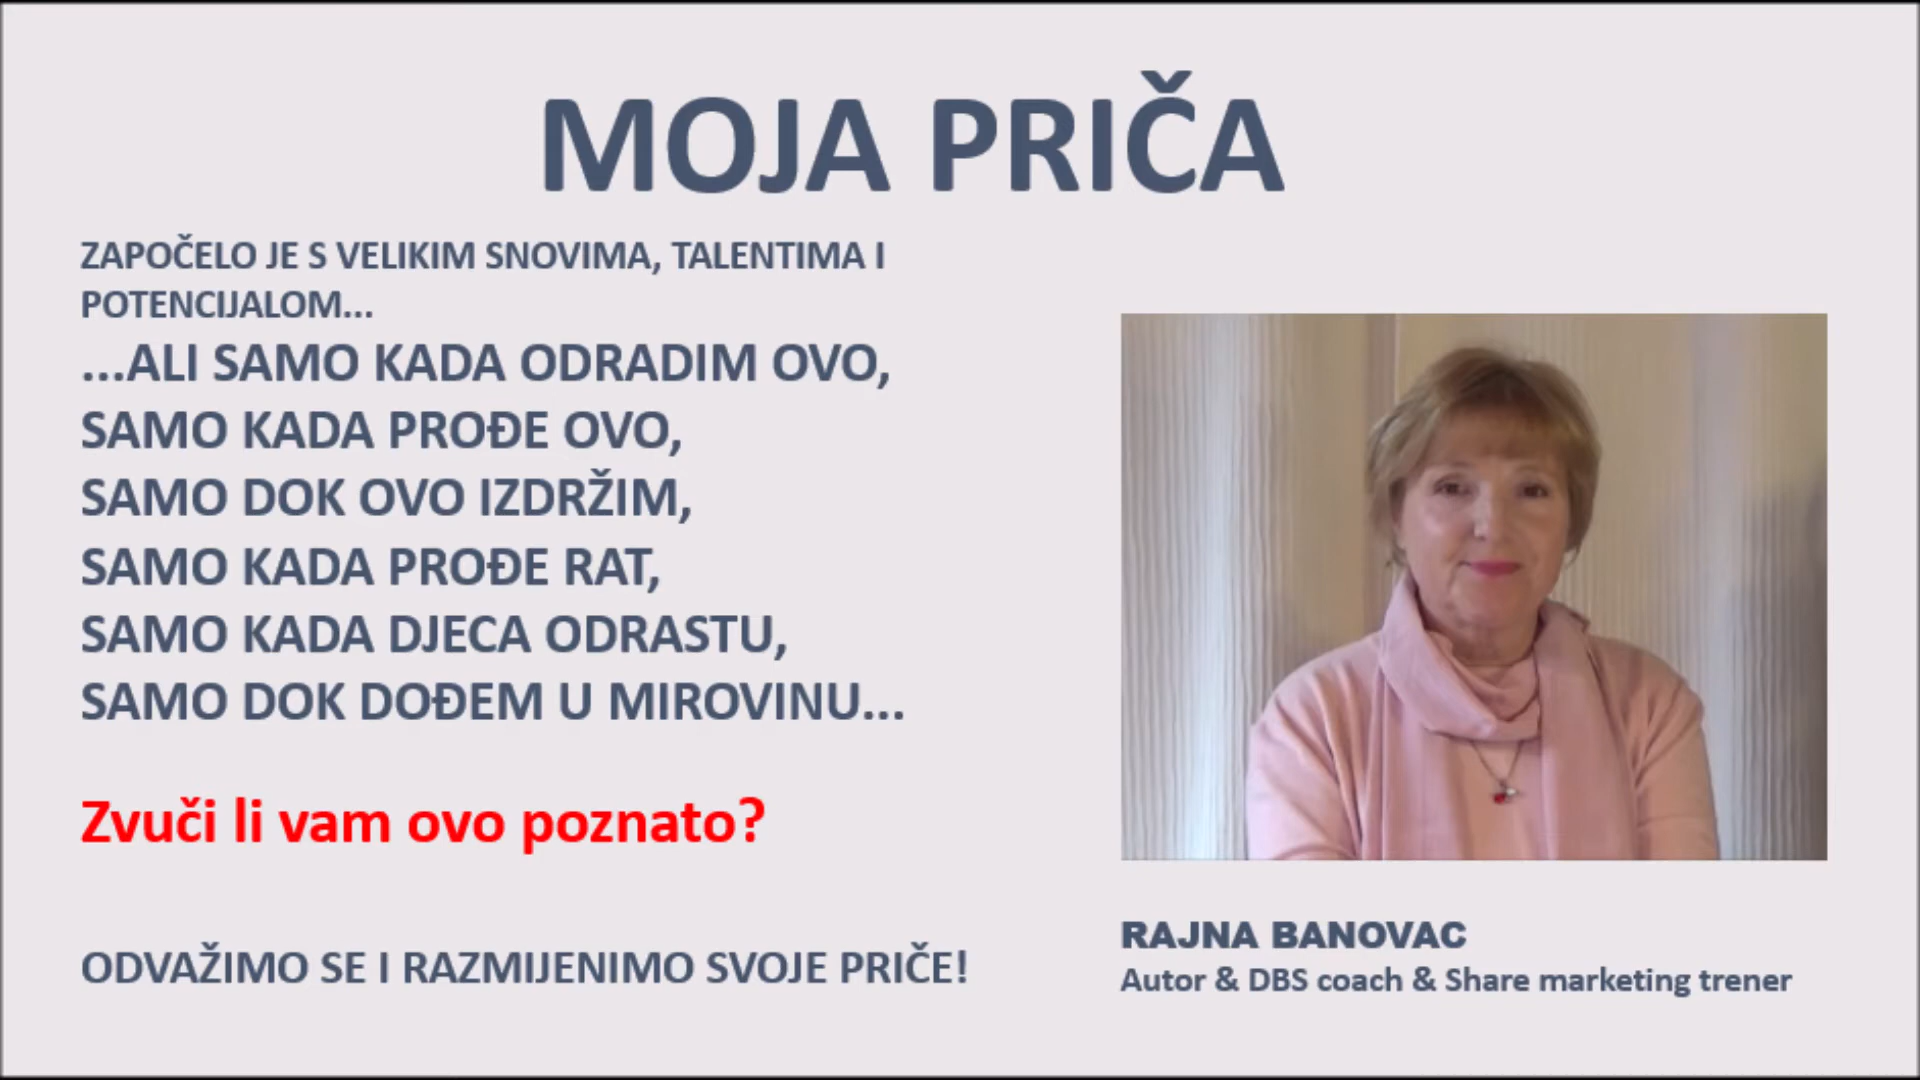 MOJA PRIČA
ZAPOČELO JE S VELIKIM SNOVIMA, TALENTIMA I
POTENCIJALOM...
...ALI SAMO KADA ODRADIM OVO,
SAMO KADA PROĐE OVO,
SAMO DOK OVO IZDRŽIM,
SAMO KADA PROĐE RAT,
SAMO KADA DJECA ODRASTU,
SAMO DOK DOĐEM U MIROVINU...
Zvuči li vam ovo poznato?
ODVAŽIMO SE I RAZMIJENIMO SVOJE PRIČE!
RAJNA BANOVAC
Autor & DBS coach & Share marketing trener